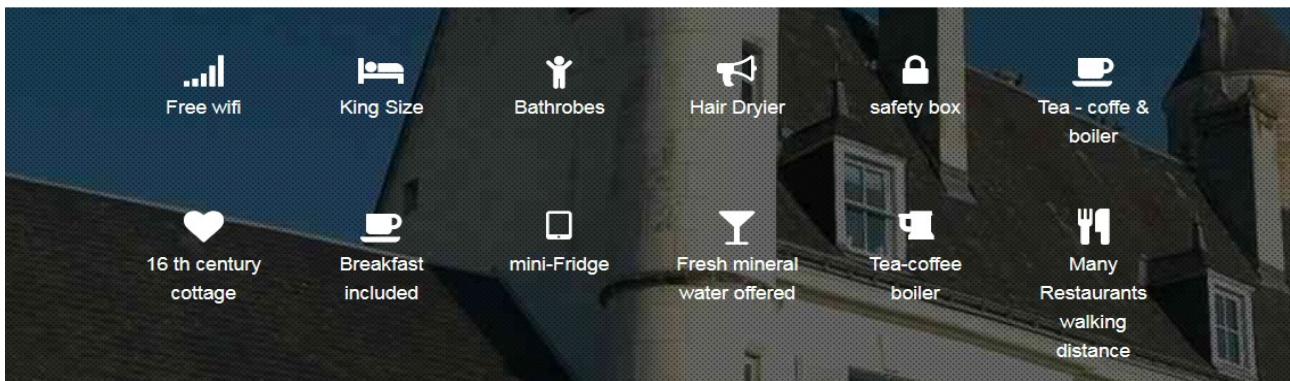 Free wifi
King Size
Bathrobes
Hair Dryier
safety box
Tea - coffe &
boiler
16 th century
cottage
Breakfast
included
mini-Fridge
Fresh mineral
water offered
Tea-coffee
boiler
Many
Restaurants
walking
distance